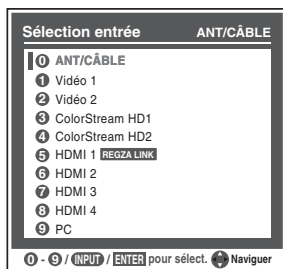 Sélection entrée ANT/CÂBLE
0 ANT/CÂBLE
1 Vidéo 1
2 Vidéo 2
3 ColorStream HD1
4 ColorStream HD2
5 HDMI 1 REGZA LINK
6 HDMI 2
7 HDMI 3
8 HDMI 4
9 PC
0 - 9 / INPUT / ENTER pour sélect. Naviguer